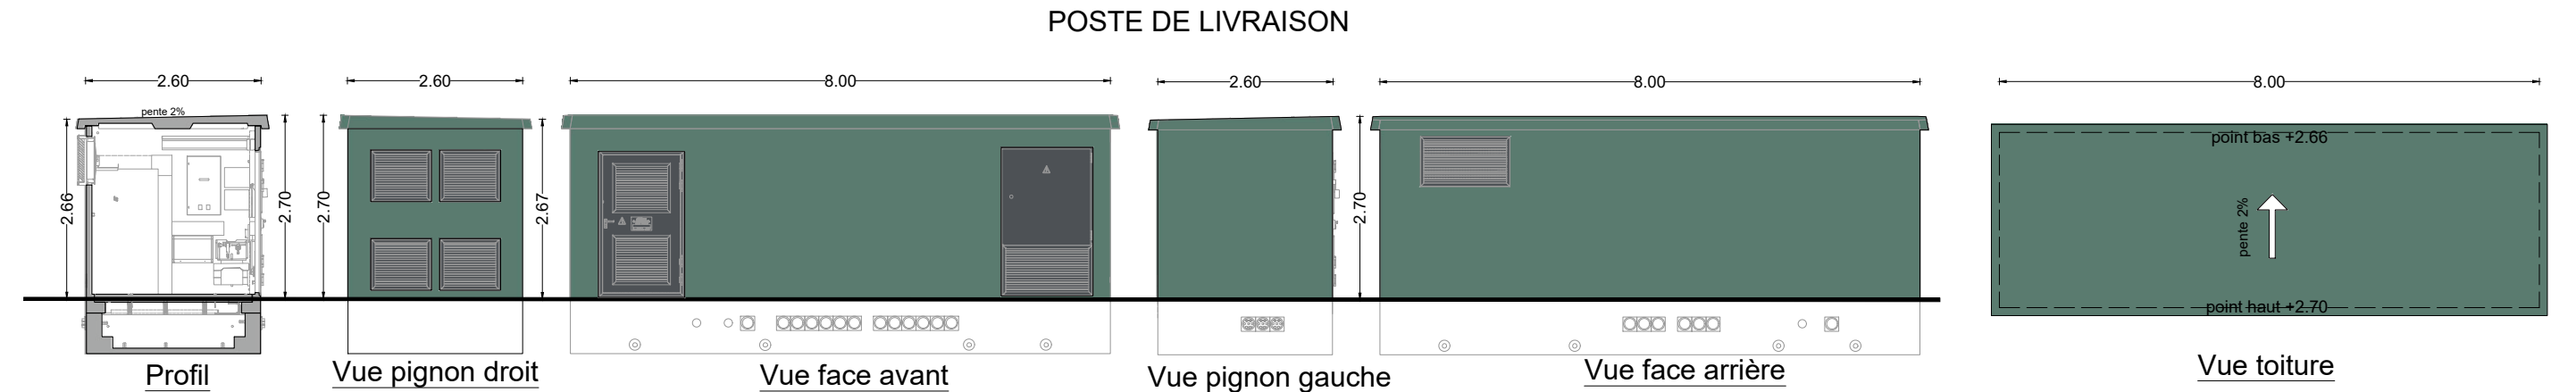 POSTE DE LIVRAISON
2.60
2.60
8.00
2.60
8.00
8.00
pente 2%
2.66
2.70
2.70
2.67
2.70
point bas +2.66
pente 2%
point haut +2.70
Profil
Vue pignon droit
Vue face avant
Vue pignon gauche
Vue face arrière
Vue toiture